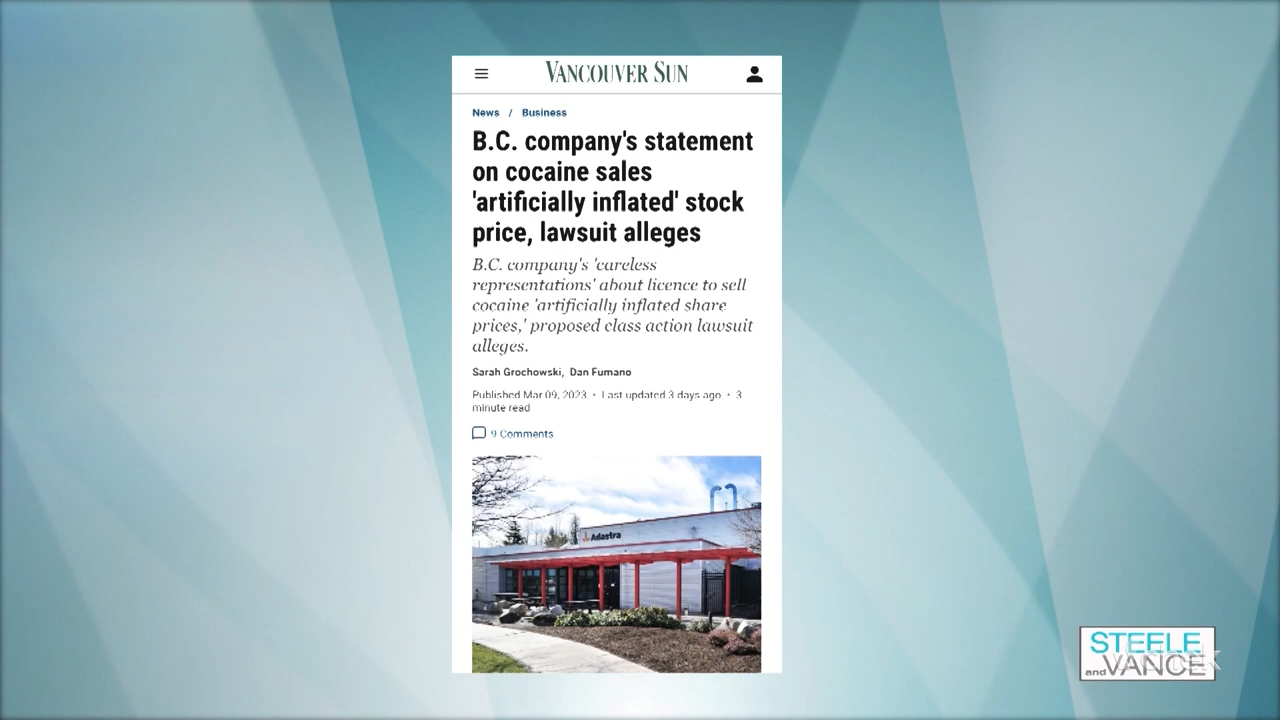 VANCOUVER SUN
News / Business
B.C. company's statement
on cocaine sales
'artificially inflated' stock
price, lawsuit alleges
B.C. company's 'careless
representations' about licence to sell
cocaine 'artificially inflated share
prices,' proposed class action lawsuit
alleges.
Sarah Grochowski, Dan Fumano
Published Mar 09, 2023 • Last updated 3 days ago • 3
minute read
9 Comments
Adastra
STEELE
and VANCE